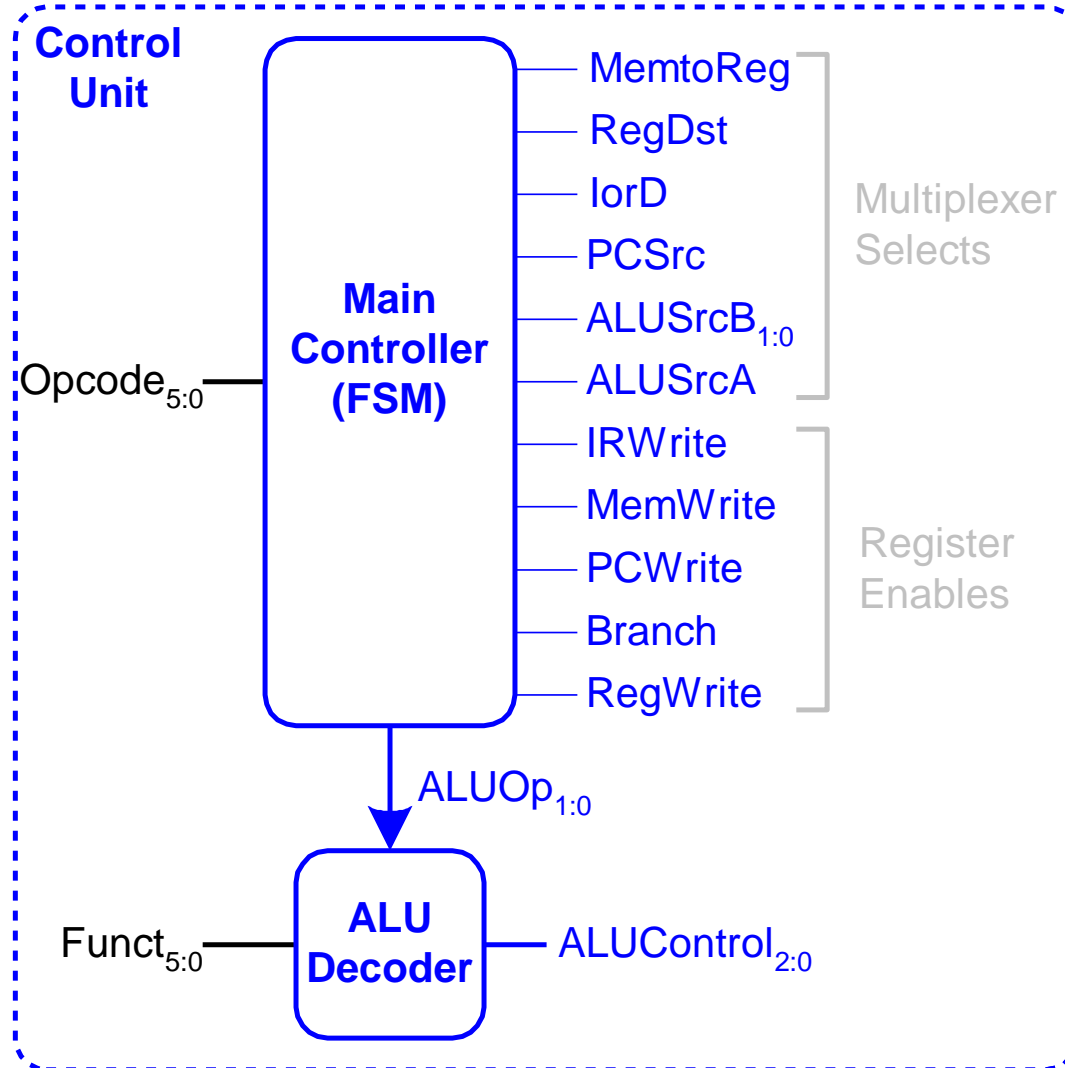 Control
Unit
Main
Controller
(FSM)
Opcode5:0
MemtoReg
RegDst
IorD
PCSrc
ALUSrcB1:0
ALUSrcA
IRWrite
MemWrite
PCWrite
Branch
RegWrite
Multiplexer
Selects
Register
Enables
ALUOp1:0
ALU
Decoder
Funct5:0
ALUControl2:0